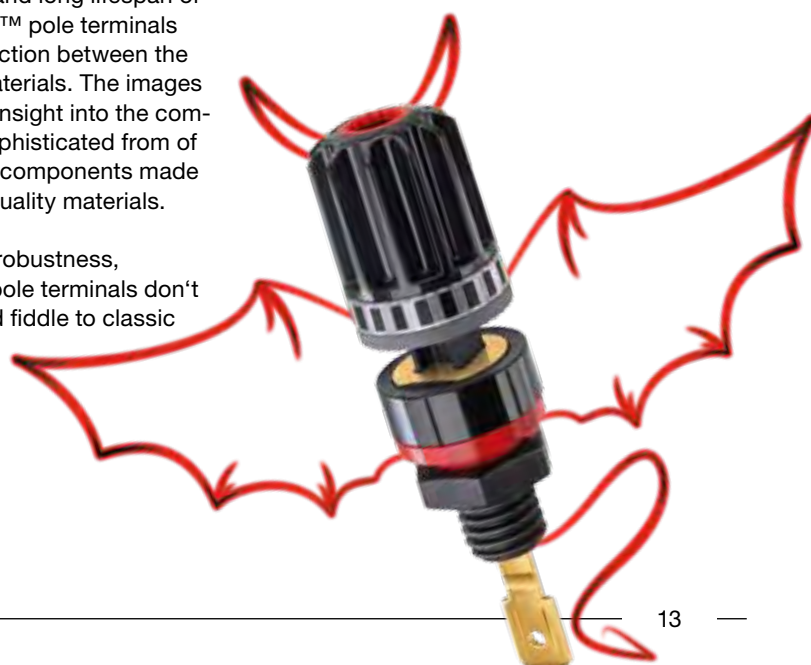 and long lifespan of
™ pole terminals
ction between the
aterials. The images
nsight into the com-
phisticated from of
components made
uality materials.
robustness,
pole terminals don‘t
d fiddle to classic
13